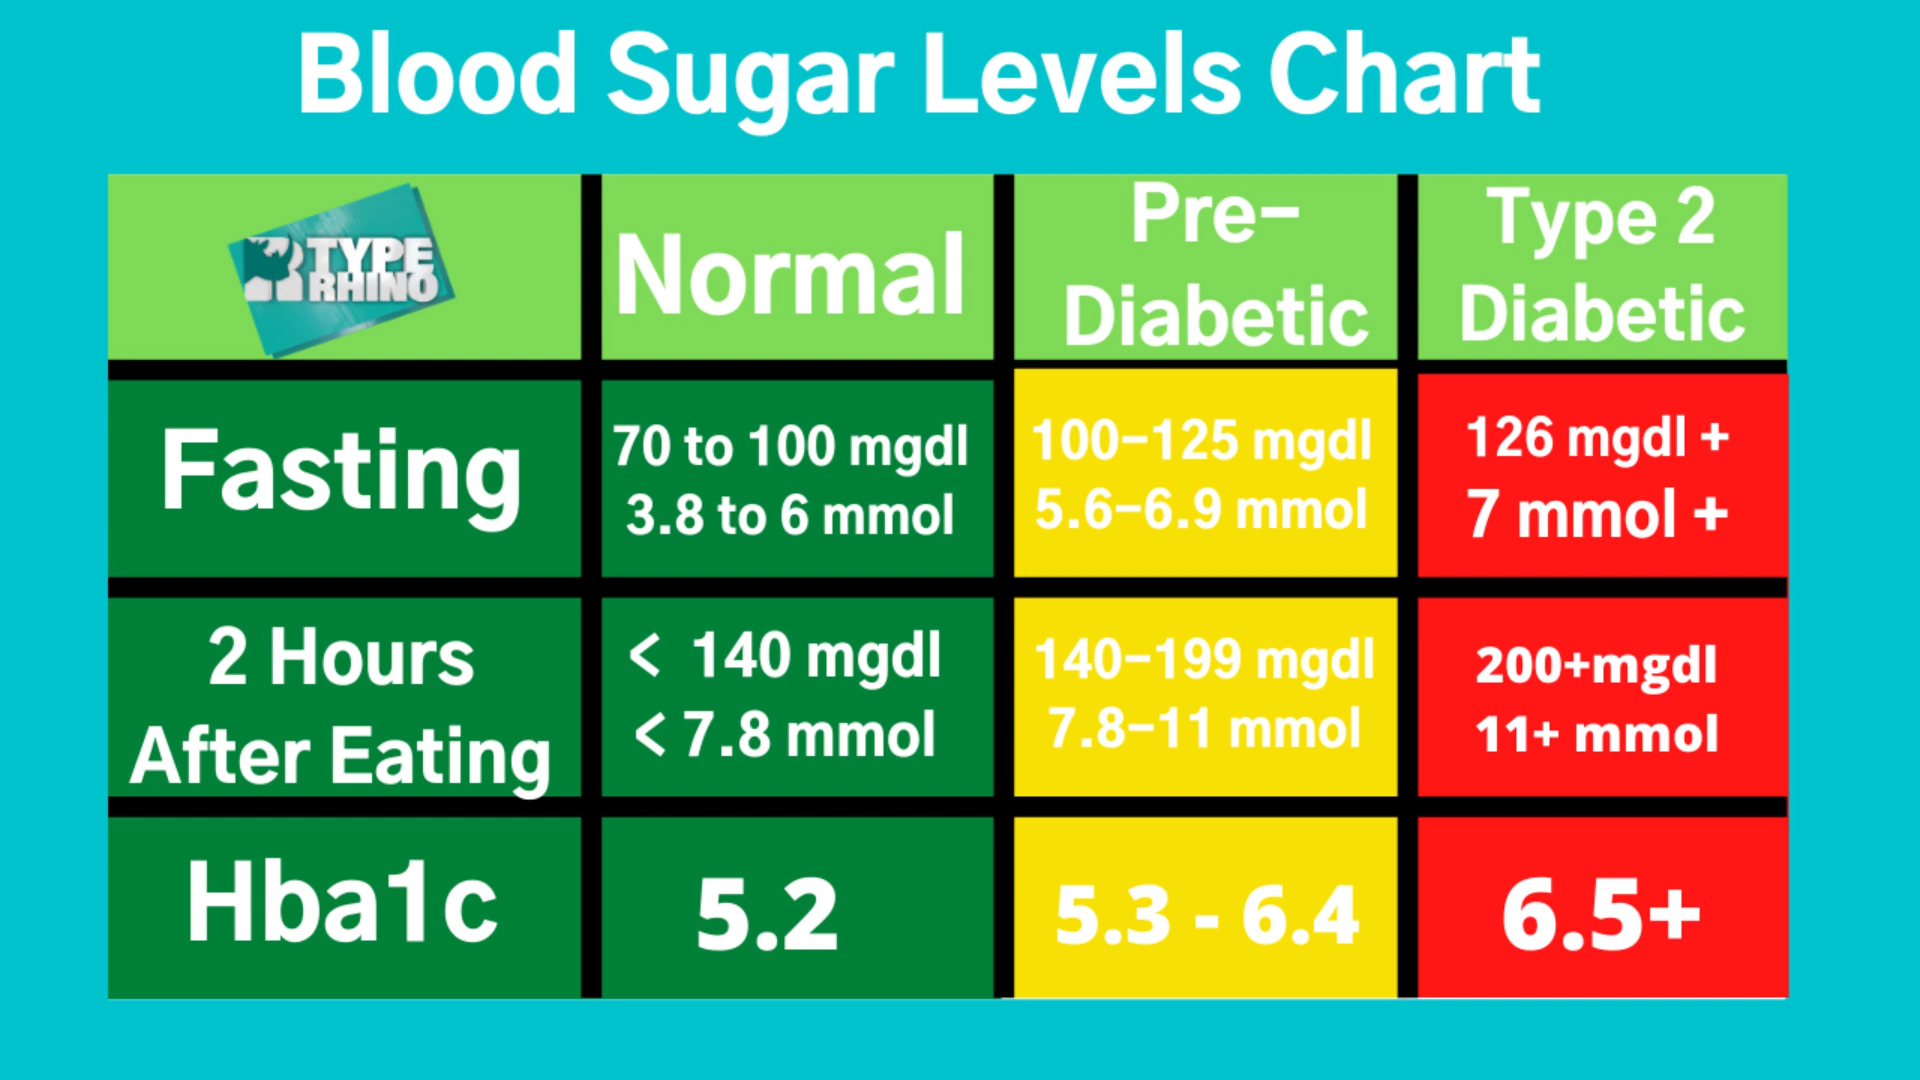 Blood Sugar Levels Chart
TYPE
RHINO
Normal
Pre-
Diabetic
Type 2
Diabetic
Fasting
70 to 100 mgdl
3.8 to 6 mmol
100-125 mgdl
5.6-6.9 mmol
126 mgdl +
7 mmol +
2 Hours
After Eating
< 140 mgdl
< 7.8 mmol
140-199 mgdl
7.8-11 mmol
200+mgdl
11+ mmol
Hba1c
5.2
5.3 - 6.4
6.5+